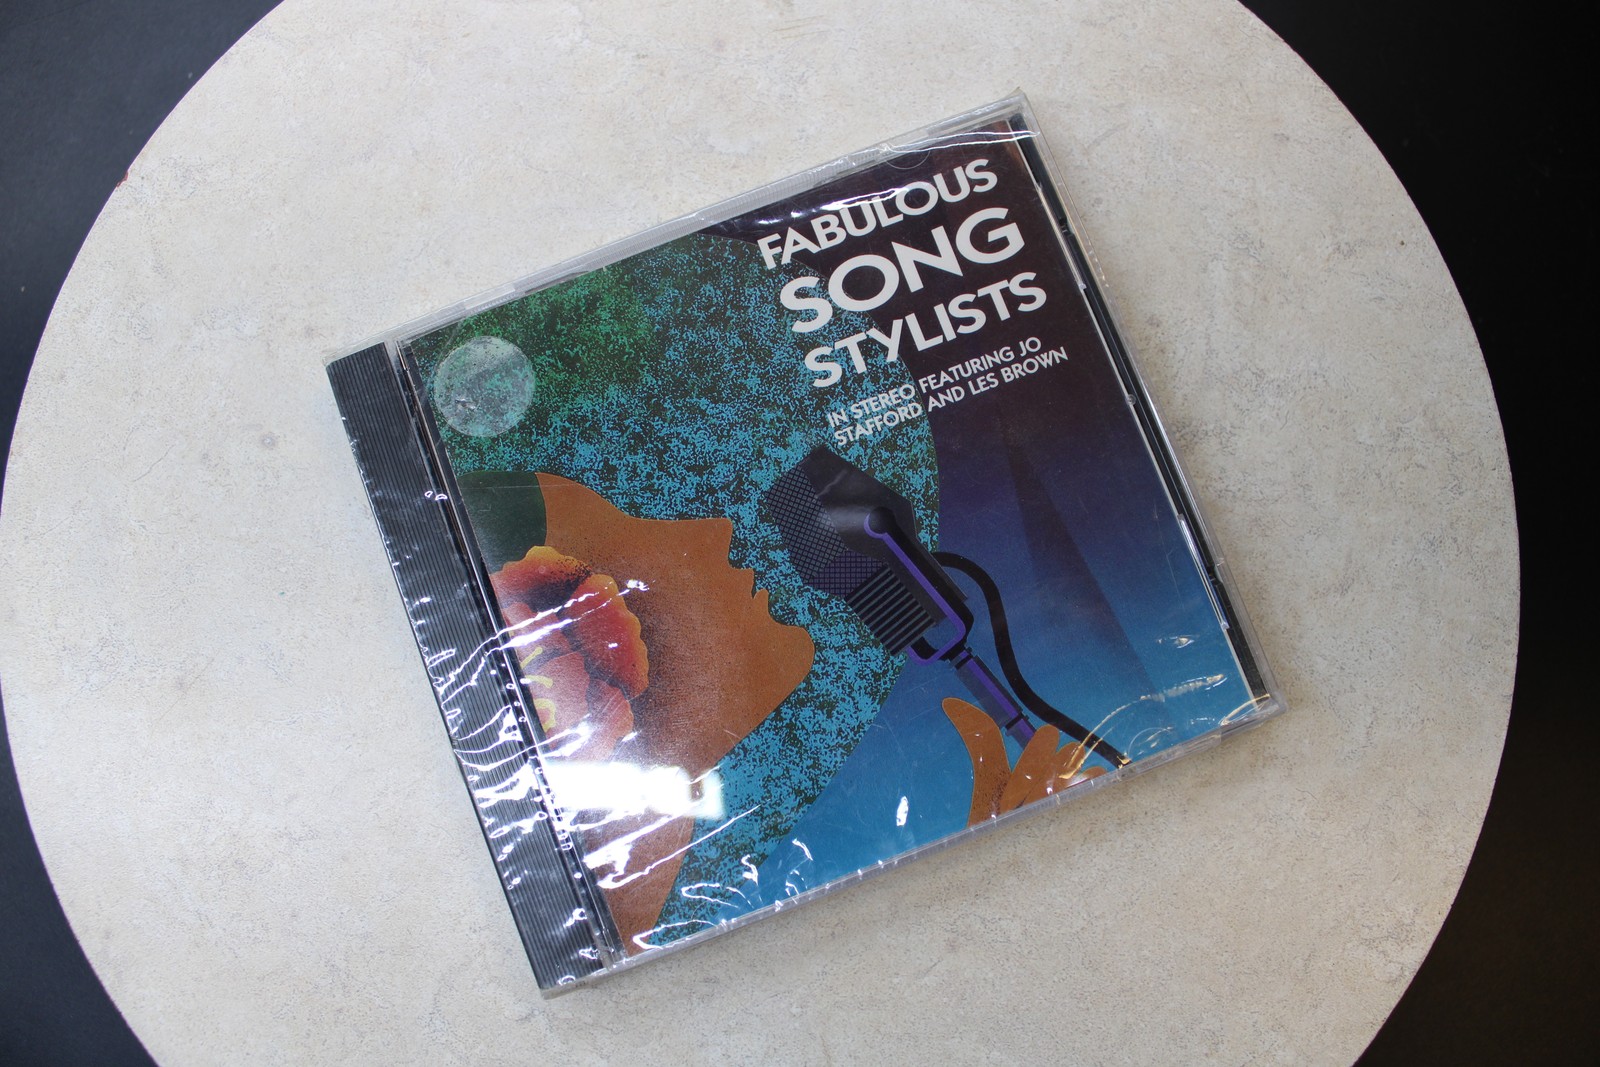 FABULOUS
SONG
STYLISTS
IN STEREO FEATURING JO
STAFFORD AND LES BROWN